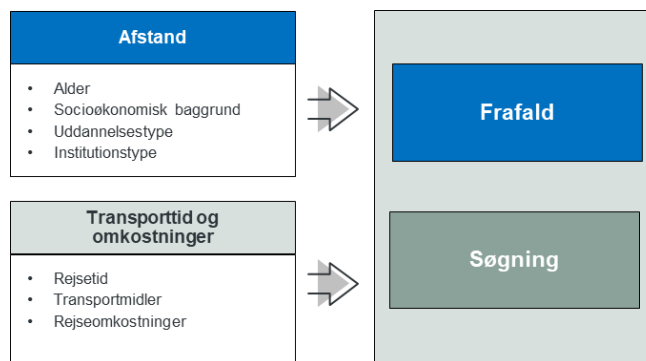 Afstand
• Alder
• Socioøkonomisk baggrund
• Uddannelsestype
• Institutionstype
Transporttid og
omkostninger
• Rejsetid
• Transportmidler
• Rejseomkostninger
Frafald
Søgning